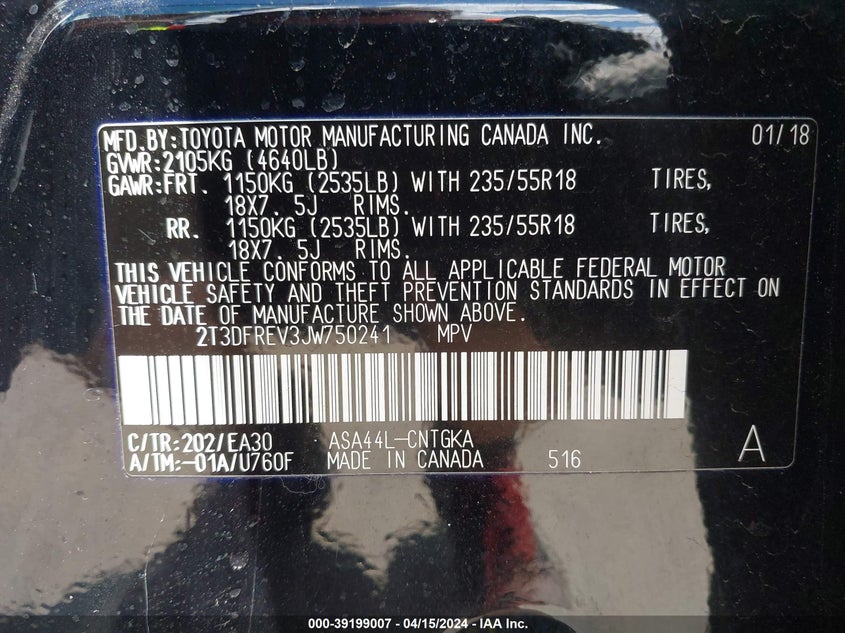 MFD.BY:TOYOTA MOTOR MANUFACTURING CANADA INC. 01/18
GVWR:2105KG (4640LB)
GAWR:FRT. 1150KG (2535LB) WITH 235/55R18 TIRES,
18X7. 5J RIMS.
RR. 1150KG (2535LB) WITH 235/55R18 TIRES,
18X7. 5J RIMS.
THIS VEHICLE CONFORMS TO ALL APPLICABLE FEDERAL MOTOR
VEHICLE SAFETY AND THEFT PREVENTION STANDARDS IN EFFECT ON
THE DATE OF MANUFACTURE SHOWN ABOVE.
2T3DFREV3JW750241 MPV
C/TR:202/EA30 ASA44L-CNTGKA A
A/TM:-01A/U760F MADE IN CANADA 516
000-39199007 - 04/15/2024 - IAA Inc.